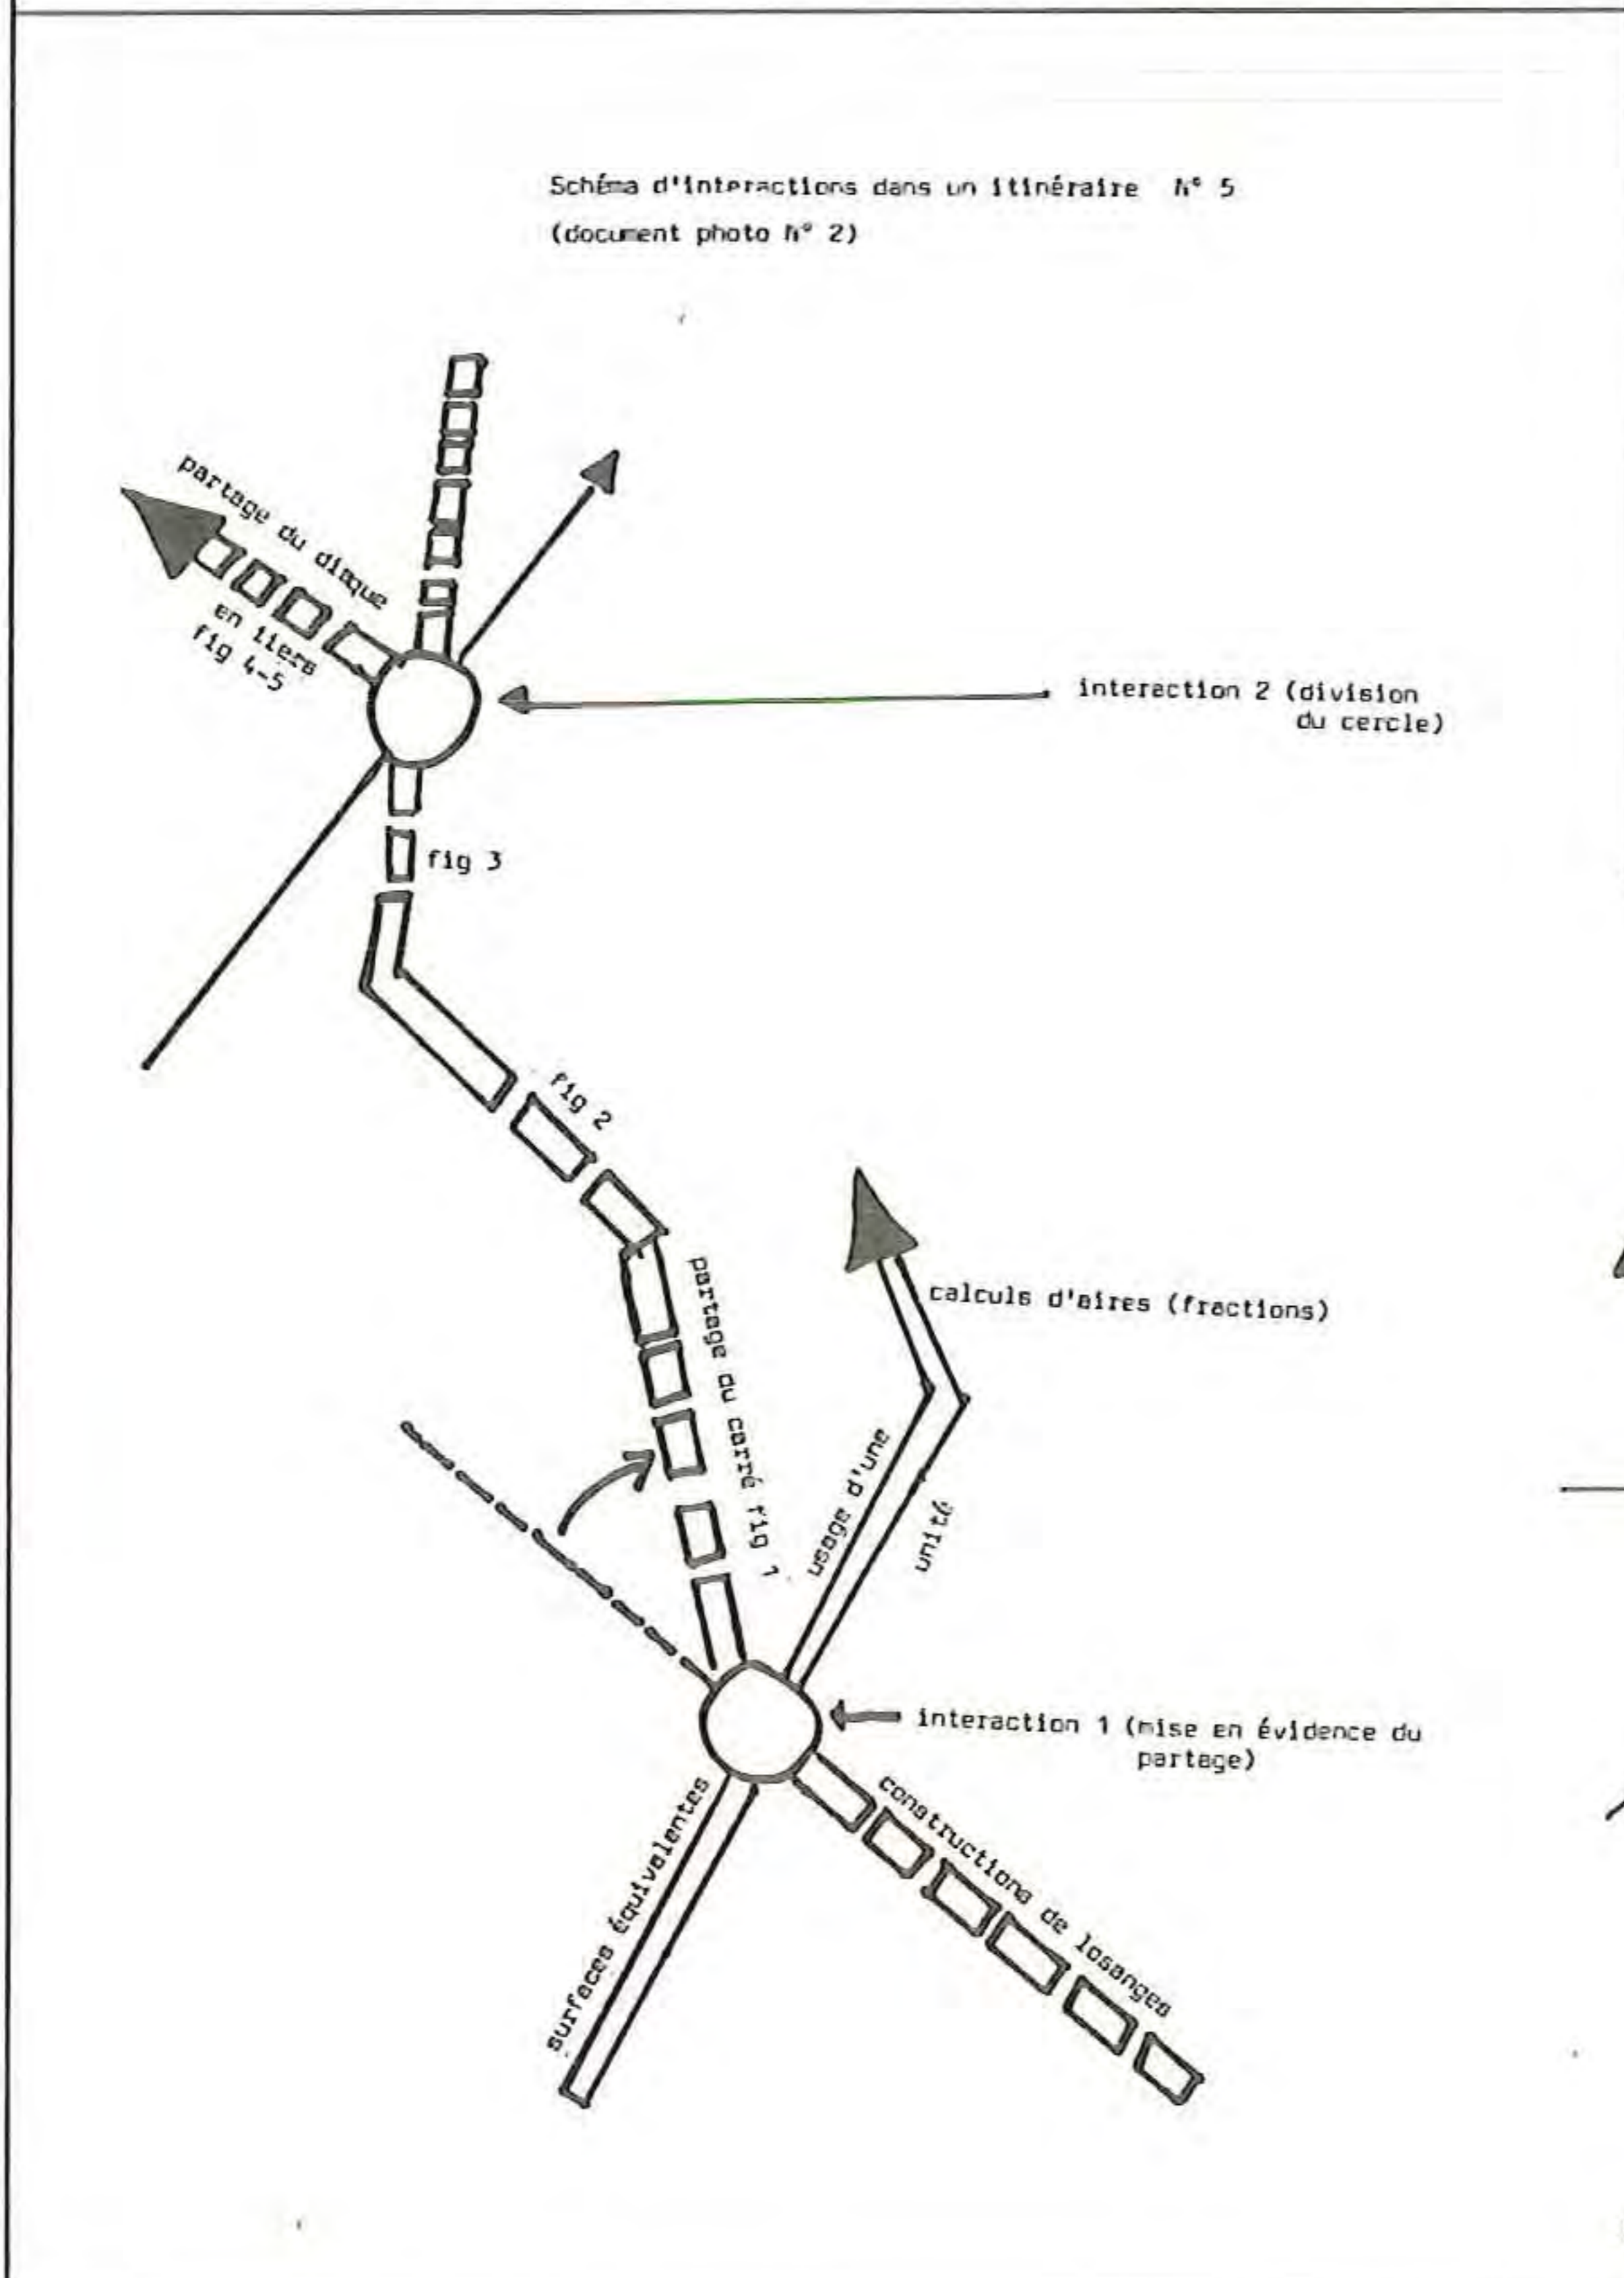 Schéma d'interactions dans un itinéraire N° 5
(document photo N° 2)
partage du disque
en tiers
fig 4-5
interaction 2 (division
du cercle)
fig 3
fig 2
partage du carré fig 1
calculs d'aires (fractions)
usage d'une
unité
interaction 1 (mise en évidence du
partage)
surfaces équivalentes
constructions de losanges